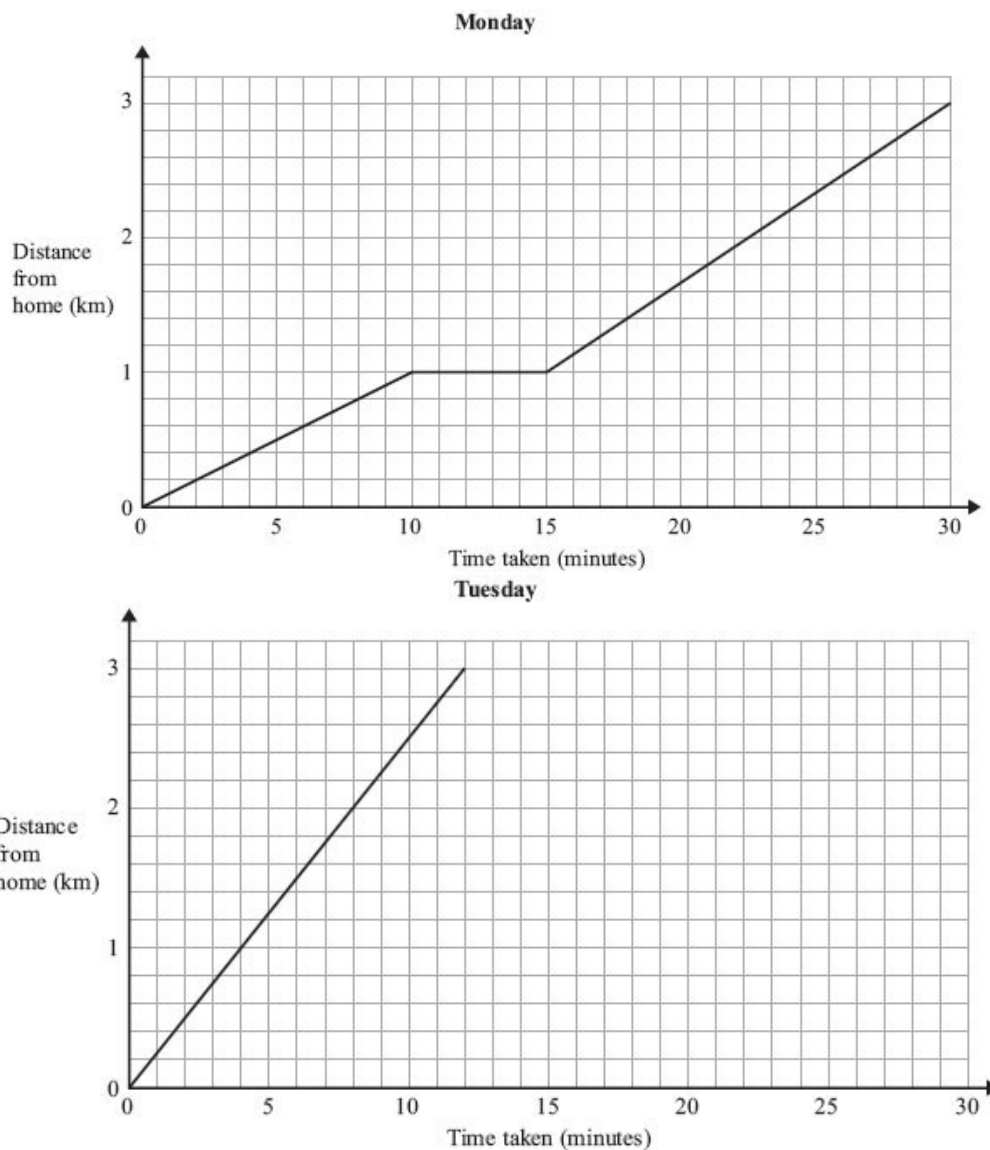 Monday
3
2
Distance
from
home (km)
1
0
0 5 10 15 20 25 30
Time taken (minutes)
Tuesday
3
2
Distance
from
home (km)
1
0
0 5 10 15 20 25 30
Time taken (minutes)